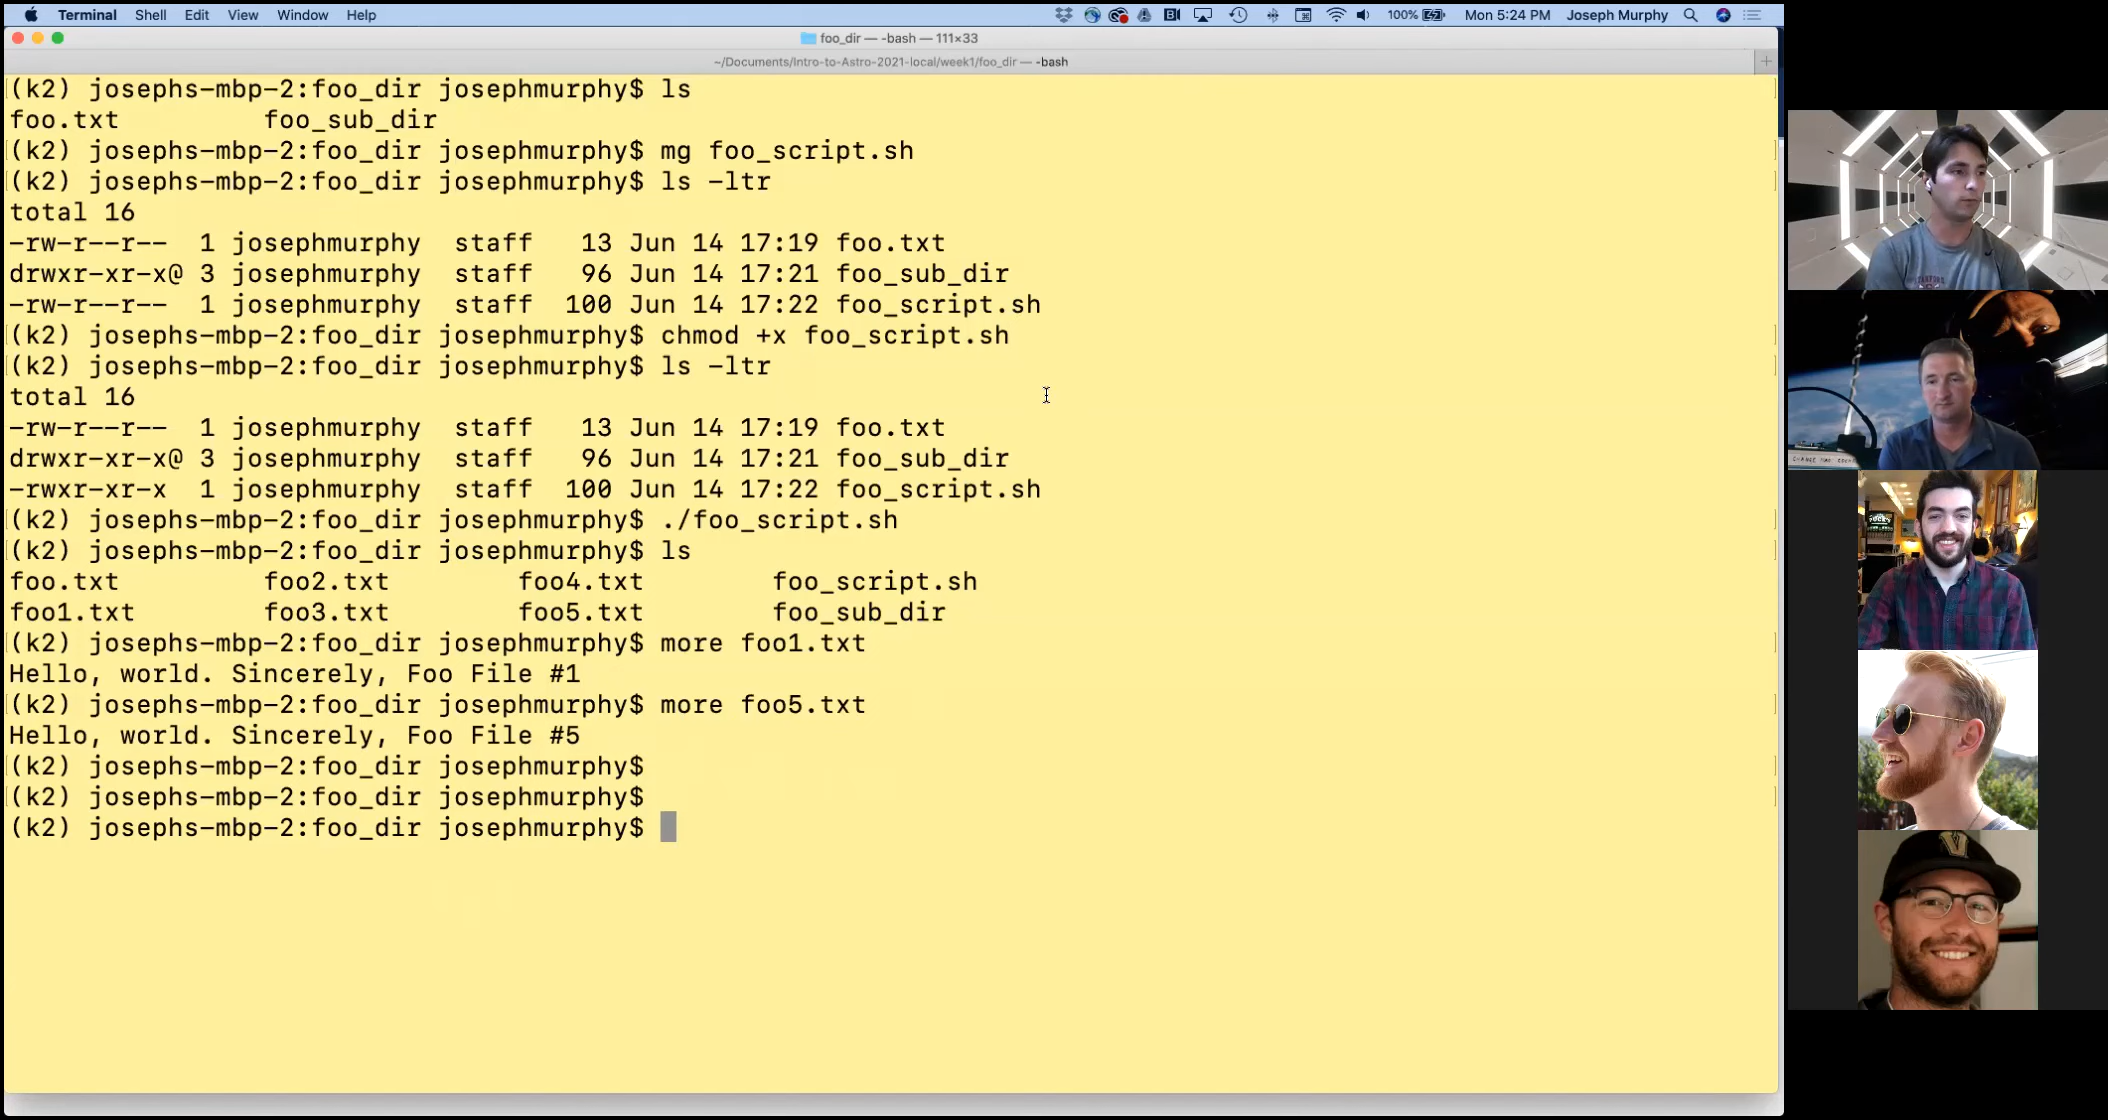 Terminal Shell Edit View Window Help 100% Mon 5:24 PM Joseph Murphy
foo_dir — -bash — 111×33
~/Documents/Intro-to-Astro-2021-local/week1/foo_dir — -bash
(k2) josephs-mbp-2:foo_dir josephmurphy$ ls
foo.txt foo_sub_dir
(k2) josephs-mbp-2:foo_dir josephmurphy$ mg foo_script.sh
(k2) josephs-mbp-2:foo_dir josephmurphy$ ls -ltr
total 16
-rw-r--r-- 1 josephmurphy staff 13 Jun 14 17:19 foo.txt
drwxr-xr-x@ 3 josephmurphy staff 96 Jun 14 17:21 foo_sub_dir
-rw-r--r-- 1 josephmurphy staff 100 Jun 14 17:22 foo_script.sh
(k2) josephs-mbp-2:foo_dir josephmurphy$ chmod +x foo_script.sh
(k2) josephs-mbp-2:foo_dir josephmurphy$ ls -ltr
total 16
-rw-r--r-- 1 josephmurphy staff 13 Jun 14 17:19 foo.txt
drwxr-xr-x@ 3 josephmurphy staff 96 Jun 14 17:21 foo_sub_dir
-rwxr-xr-x 1 josephmurphy staff 100 Jun 14 17:22 foo_script.sh
(k2) josephs-mbp-2:foo_dir josephmurphy$ ./foo_script.sh
(k2) josephs-mbp-2:foo_dir josephmurphy$ ls
foo.txt foo2.txt foo4.txt foo_script.sh
foo1.txt foo3.txt foo5.txt foo_sub_dir
(k2) josephs-mbp-2:foo_dir josephmurphy$ more foo1.txt
Hello, world. Sincerely, Foo File #1
(k2) josephs-mbp-2:foo_dir josephmurphy$ more foo5.txt
Hello, world. Sincerely, Foo File #5
(k2) josephs-mbp-2:foo_dir josephmurphy$
(k2) josephs-mbp-2:foo_dir josephmurphy$
(k2) josephs-mbp-2:foo_dir josephmurphy$